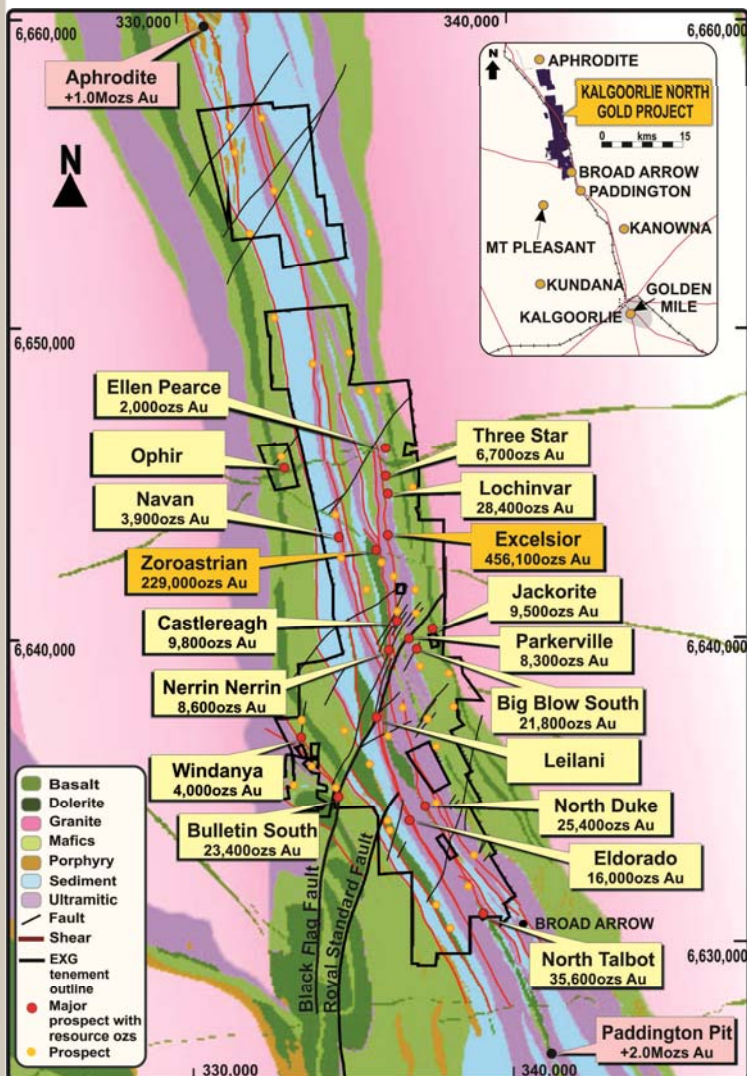 330,000
340,000
6,660,000
6,660,000
Aphrodite
+1.0Mozs Au
N
N
APHRODITE
KALGOORLIE NORTH
GOLD PROJECT
0 kms 15
BROAD ARROW
PADDINGTON
KANOWNA
MT PLEASANT
KUNDANA
GOLDEN
MILE
KALGOORLIE
6,650,000
6,650,000
Ellen Pearce
2,000ozs Au
Three Star
6,700ozs Au
Ophir
Lochinvar
28,400ozs Au
Navan
3,900ozs Au
Excelsior
456,100ozs Au
Zoroastrian
229,000ozs Au
Jackorite
9,500ozs Au
Castlereagh
9,800ozs Au
Parkerville
8,300ozs Au
6,640,000
6,640,000
Nerrin Nerrin
8,600ozs Au
Big Blow South
21,800ozs Au
Leilani
Windanya
4,000ozs Au
North Duke
25,400ozs Au
Bulletin South
23,400ozs Au
Eldorado
16,000ozs Au
Black Flag Fault
Royal Standard Fault
BROAD ARROW
North Talbot
35,600ozs Au
6,630,000
Paddington Pit
+2.0Mozs Au
Basalt
Dolerite
Granite
Mafics
Porphyry
Sediment
Ultramitic
Fault
Shear
EXG
tenement
outline
Major
prospect with
resource ozs
Prospect
330,000
340,000